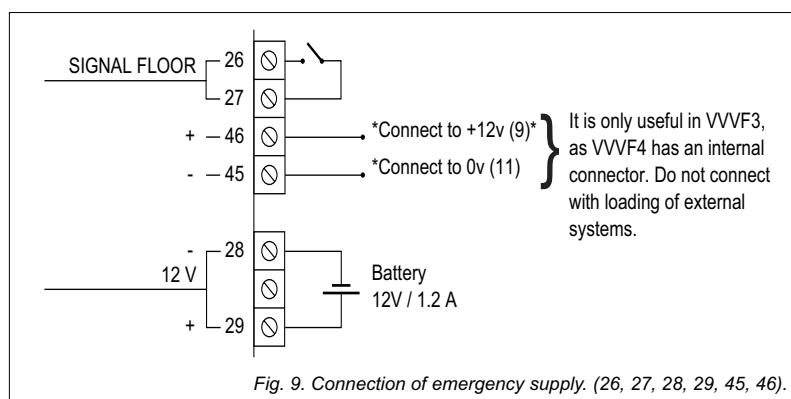 SIGNAL FLOOR
26
27
+ 46 *Connect to +12v (9)*
- 45 *Connect to 0v (11)
It is only useful in VVVF3,
as VVVF4 has an internal
connector. Do not connect
with loading of external
systems.
- 28
12 V
+ 29
Battery
12V / 1.2 A
Fig. 9. Connection of emergency supply. (26, 27, 28, 29, 45, 46).